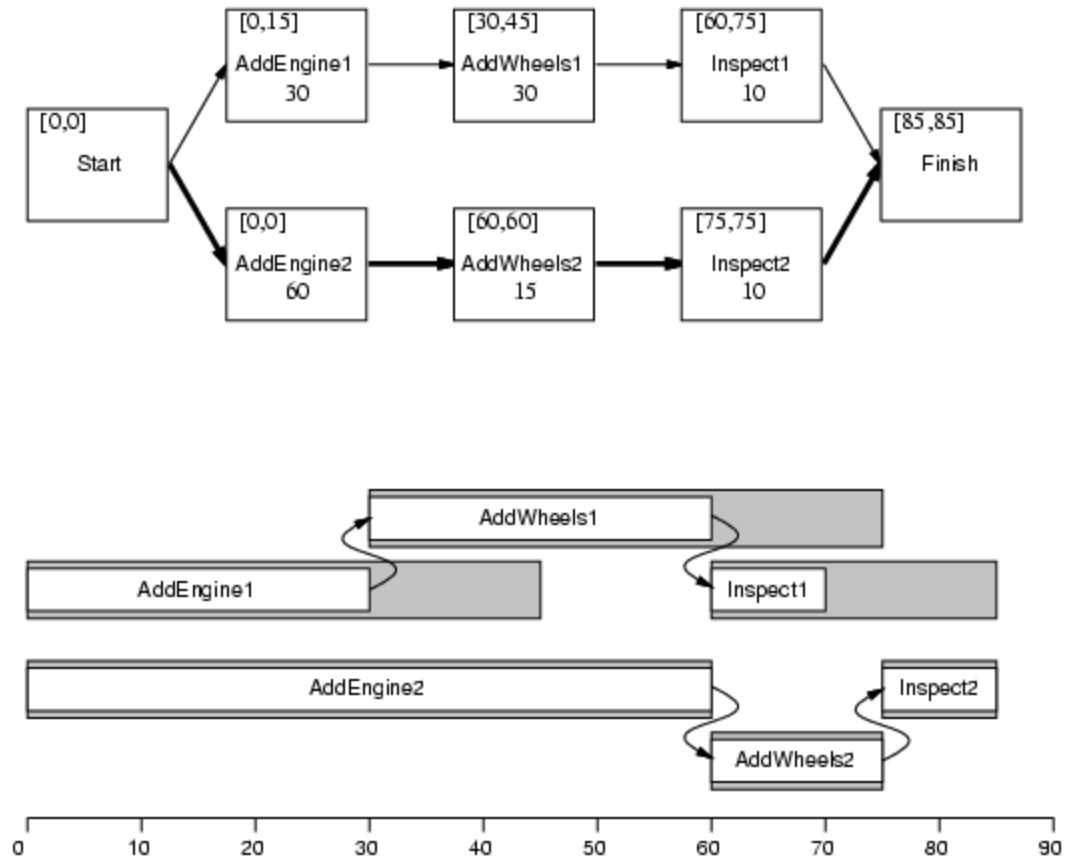 [0,15]
AddEngine1
30
[30,45]
AddWheels1
30
[60,75]
Inspect1
10
[0,0]
Start
[85,85]
Finish
[0,0]
AddEngine2
60
[60,60]
AddWheels2
15
[75,75]
Inspect2
10
AddWheels1
AddEngine1
Inspect1
AddEngine2
Inspect2
AddWheels2
0 10 20 30 40 50 60 70 80 90